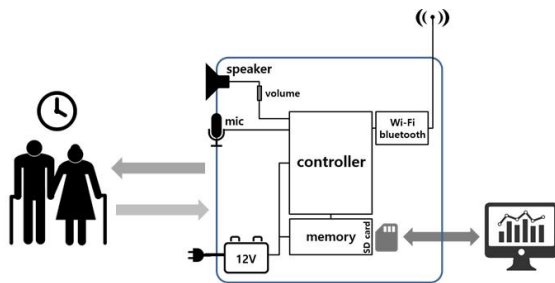 speaker
volume
mic
Wi-Fi
bluetooth
controller
memory
SD card
12V